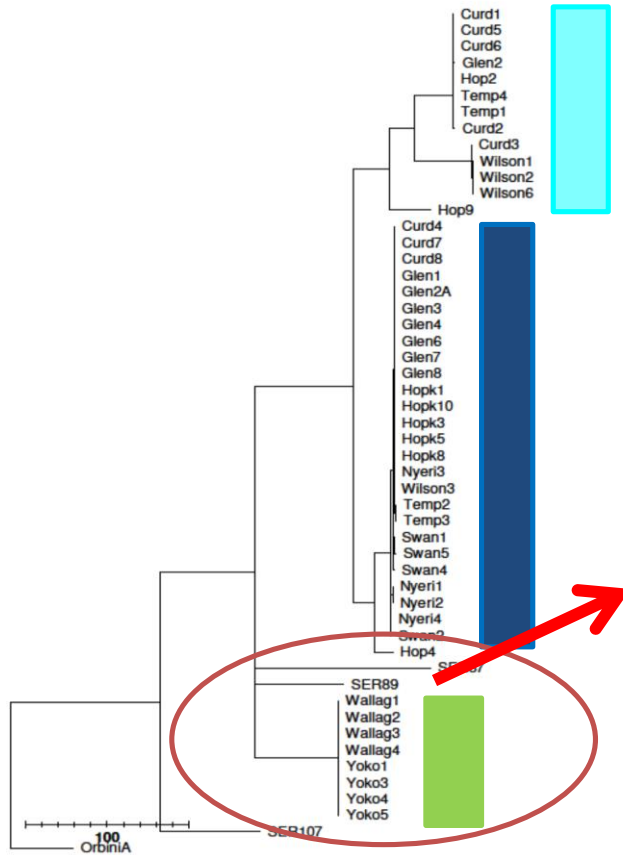 Curd1
Curd5
Curd6
Glen2
Hop2
Temp4
Temp1
Curd2
Curd3
Wilson1
Wilson2
Wilson6
Hop9
Curd4
Curd7
Curd8
Glen1
Glen2A
Glen3
Glen4
Glen6
Glen7
Glen8
Hopk1
Hopk10
Hopk3
Hopk5
Hopk8
Nyeri3
Wilson3
Temp2
Temp3
Swan1
Swan5
Swan4
Nyeri1
Nyeri2
Nyeri4
Hop4
SER89
Wallag1
Wallag2
Wallag3
Wallag4
Yoko1
Yoko3
Yoko4
Yoko5
SER107
100
OrbiniA